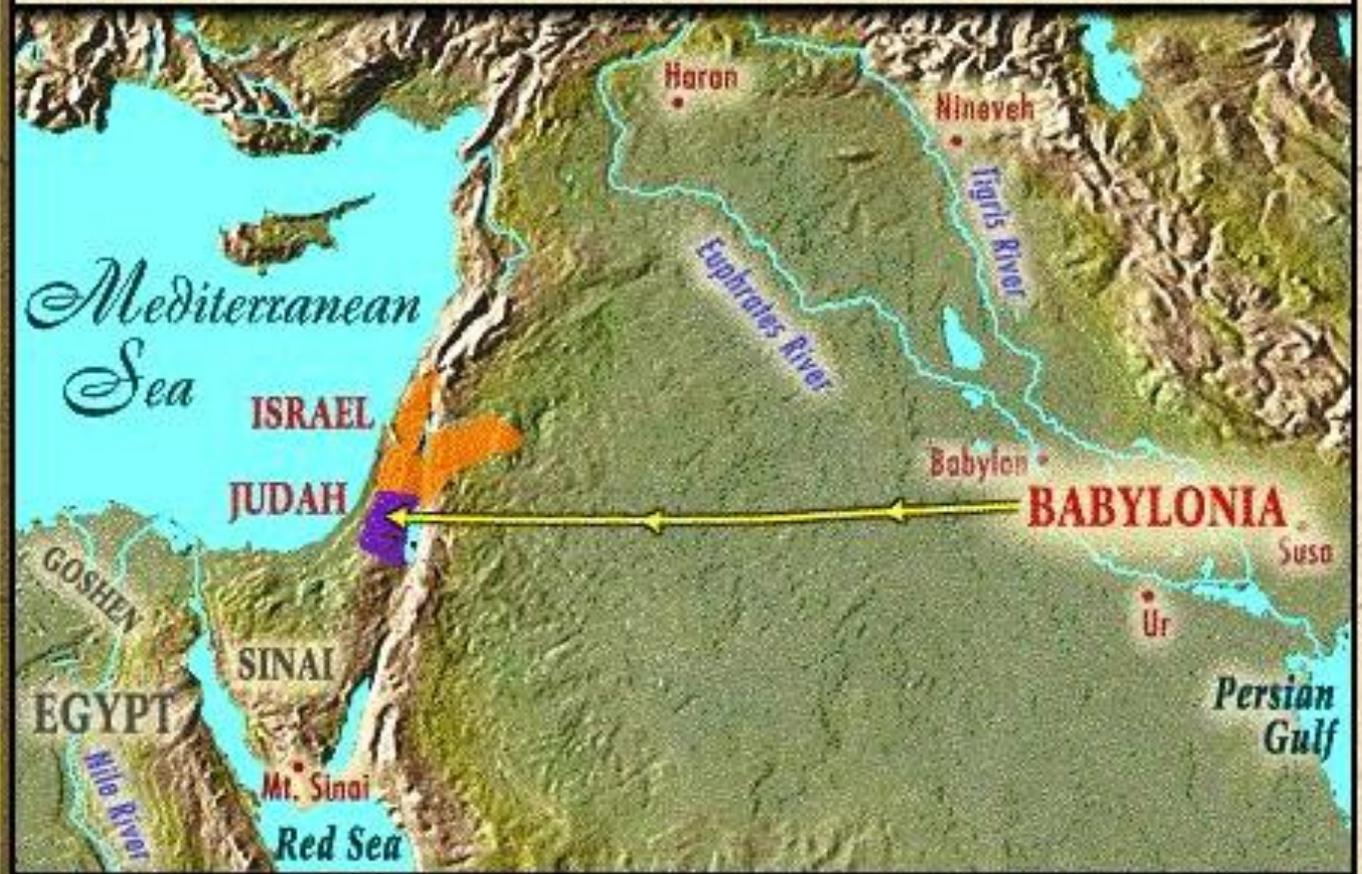 Haran
Nineveh
Tigris River
Euphrates River
Mediterranean
Sea
ISRAEL
JUDAH
Babylon
BABYLONIA
Susa
Ur
GOSHEN
SINAI
EGYPT
Nile River
Mt. Sinai
Red Sea
Persian
Gulf